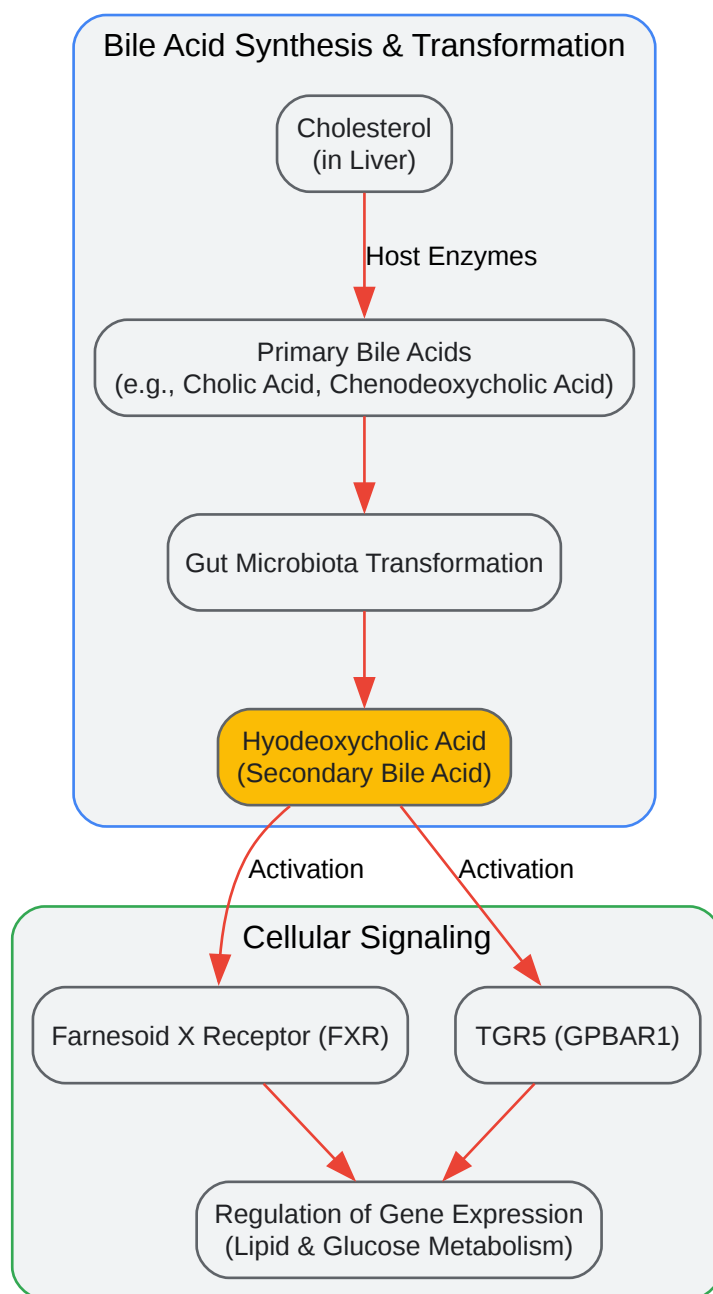 Bile Acid Synthesis & Transformation
Cholesterol
(in Liver)
Host Enzymes
Primary Bile Acids
(e.g., Cholic Acid, Chenodeoxycholic Acid)
Gut Microbiota Transformation
Hyodeoxycholic Acid
(Secondary Bile Acid)
Activation
Activation
Cellular Signaling
Farnesoid X Receptor (FXR)
TGR5 (GPBAR1)
Regulation of Gene Expression
(Lipid & Glucose Metabolism)